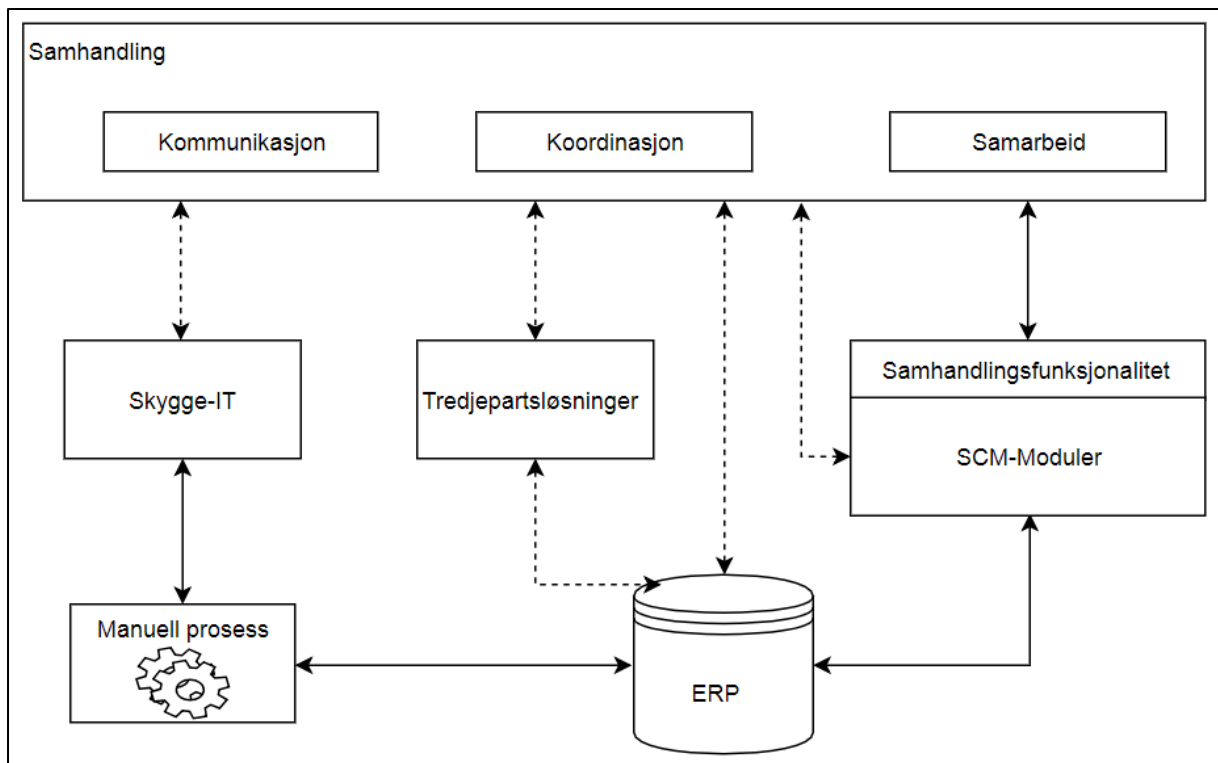 Samhandling
Kommunikasjon
Koordinasjon
Samarbeid
Skygge-IT
Tredjepartsløsninger
Samhandlingsfunksjonalitet
SCM-Moduler
Manuell prosess
ERP